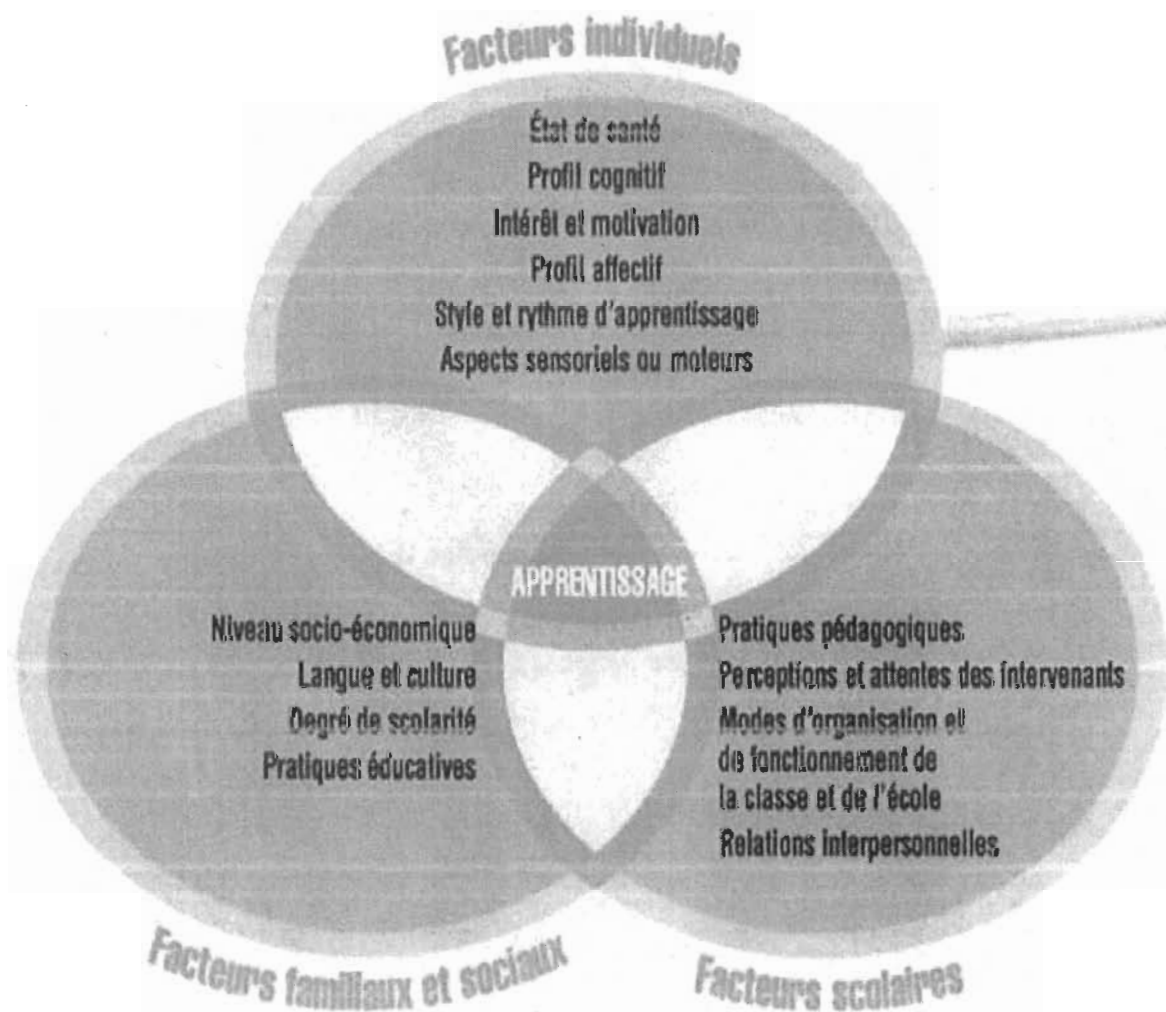 Facteurs individuels
État de santé
Profil cognitif
Intérêt et motivation
Profil affectif
Style et rythme d'apprentissage
Aspects sensoriels ou moteurs
APPRENTISSAGE
Niveau socio-économique
Langue et culture
Degré de scolarité
Pratiques éducatives
Pratiques pédagogiques
Perceptions et attentes des intervenants
Modes d'organisation et
de fonctionnement de
la classe et de l'école
Relations interpersonnelles
Facteurs familiaux et sociaux
Facteurs scolaires